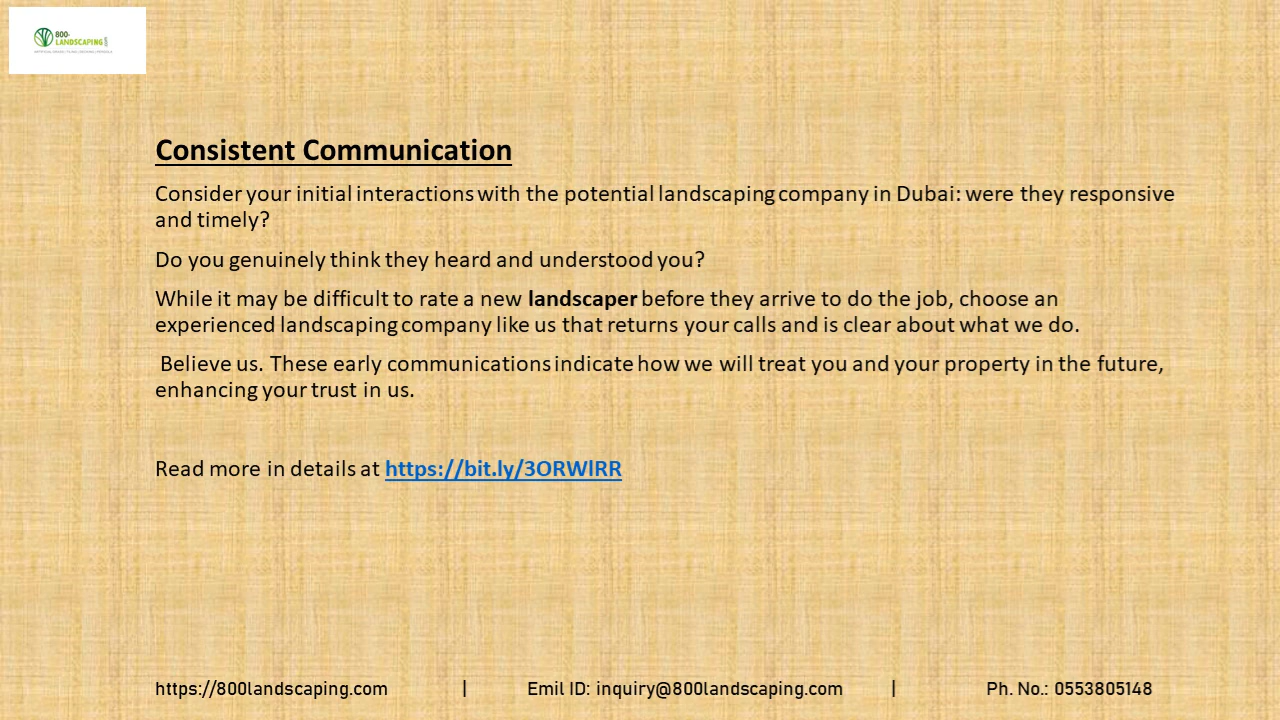 800-
LANDSCAPING.com
Consistent Communication
Consider your initial interactions with the potential landscaping company in Dubai: were they responsive
and timely?
Do you genuinely think they heard and understood you?
While it may be difficult to rate a new landscaper before they arrive to do the job, choose an
experienced landscaping company like us that returns your calls and is clear about what we do.
Believe us. These early communications indicate how we will treat you and your property in the future,
enhancing your trust in us.
Read more in details at https://bit.ly/3ORWlRR
https://800landscaping.com | Emil ID: inquiry@800landscaping.com | Ph. No.: 0553805148